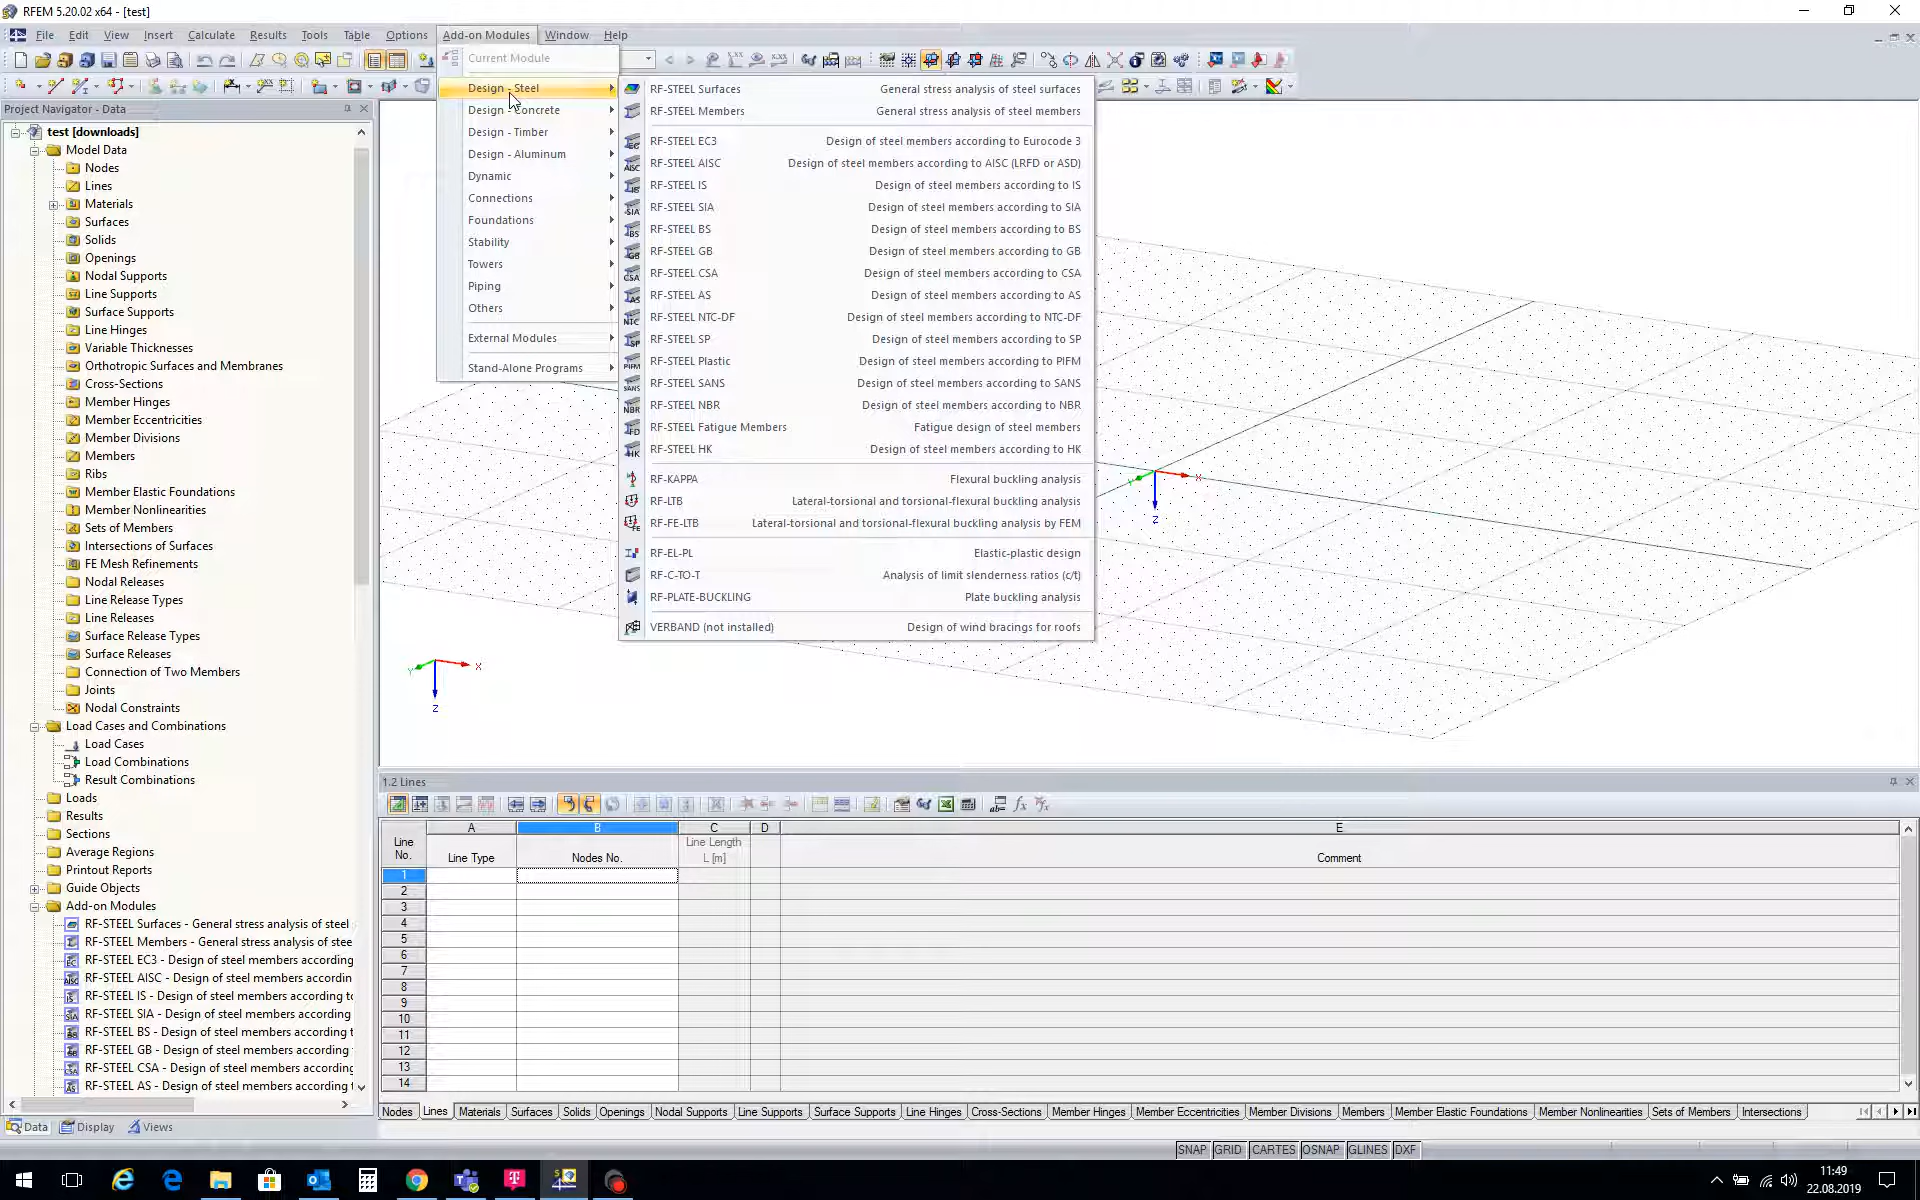 RFEM 5.20.02 x64 - [test]
File Edit View Insert Calculate Results Tools Table Options Add-on Modules Window Help
Project Navigator - Data
test [downloads]
Model Data
Nodes
Lines
Materials
Surfaces
Solids
Openings
Nodal Supports
Line Supports
Surface Supports
Line Hinges
Variable Thicknesses
Orthotropic Surfaces and Membranes
Cross-Sections
Member Hinges
Member Eccentricities
Member Divisions
Members
Ribs
Member Elastic Foundations
Member Nonlinearities
Sets of Members
Intersections of Surfaces
FE Mesh Refinements
Nodal Releases
Line Release Types
Line Releases
Surface Release Types
Surface Releases
Connection of Two Members
Joints
Nodal Constraints
Load Cases and Combinations
Load Cases
Load Combinations
Result Combinations
Loads
Results
Sections
Average Regions
Printout Reports
Guide Objects
Add-on Modules
RF-STEEL Surfaces - General stress analysis of steel
RF-STEEL Members - General stress analysis of stee
RF-STEEL EC3 - Design of steel members according
RF-STEEL AISC - Design of steel members accordin
RF-STEEL IS - Design of steel members according to
RF-STEEL SIA - Design of steel members according
RF-STEEL BS - Design of steel members according t
RF-STEEL GB - Design of steel members according
RF-STEEL CSA - Design of steel members according
RF-STEEL AS - Design of steel members according t
Data Display Views
Current Module
Design - Steel
Design - Concrete
Design - Timber
Design - Aluminum
Dynamic
Connections
Foundations
Stability
Towers
Piping
Others
External Modules
Stand-Alone Programs
RF-STEEL Surfaces General stress analysis of steel surfaces
RF-STEEL Members General stress analysis of steel members
RF-STEEL EC3 Design of steel members according to Eurocode 3
RF-STEEL AISC Design of steel members according to AISC (LRFD or ASD)
RF-STEEL IS Design of steel members according to IS
RF-STEEL SIA Design of steel members according to SIA
RF-STEEL BS Design of steel members according to BS
RF-STEEL GB Design of steel members according to GB
RF-STEEL CSA Design of steel members according to CSA
RF-STEEL AS Design of steel members according to AS
RF-STEEL NTC-DF Design of steel members according to NTC-DF
RF-STEEL SP Design of steel members according to SP
RF-STEEL Plastic Design of steel members according to PIFM
RF-STEEL SANS Design of steel members according to SANS
RF-STEEL NBR Design of steel members according to NBR
RF-STEEL Fatigue Members Fatigue design of steel members
RF-STEEL HK Design of steel members according to HK
RF-KAPPA Flexural buckling analysis
RF-LTB Lateral-torsional and torsional-flexural buckling analysis
RF-FE-LTB Lateral-torsional and torsional-flexural buckling analysis by FEM
RF-EL-PL Elastic-plastic design
RF-C-TO-T Analysis of limit slenderness ratios (c/t)
RF-PLATE-BUCKLING Plate buckling analysis
VERBAND (not installed) Design of wind bracings for roofs
Y X
Z
Y X
Z
1.2 Lines
A B C D E
Line No. Line Type Nodes No. Line Length L [m] Comment
1
2
3
4
5
6
7
8
9
10
11
12
13
14
Nodes Lines Materials Surfaces Solids Openings Nodal Supports Line Supports Surface Supports Line Hinges Cross-Sections Member Hinges Member Eccentricities Member Divisions Members Member Elastic Foundations Member Nonlinearities Sets of Members Intersections
SNAP GRID CARTES OSNAP GLINES DXF
11:49
22.08.2019